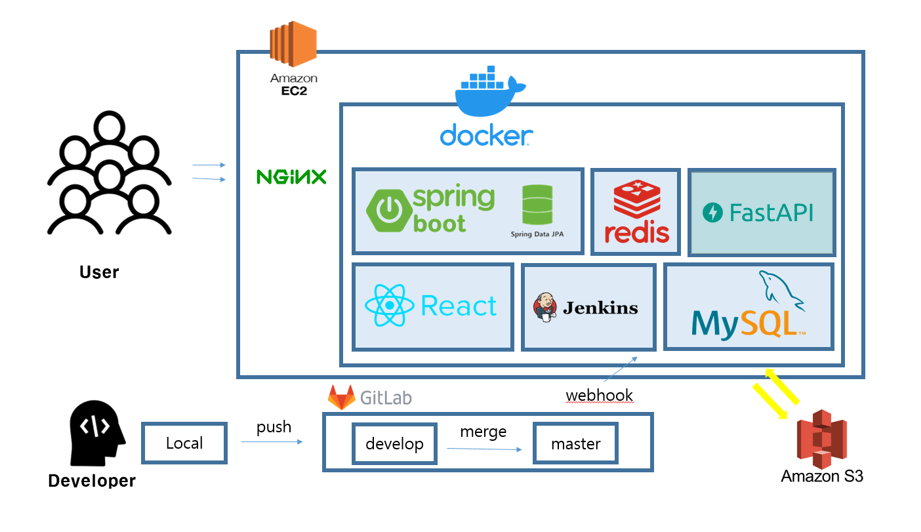 Amazon
EC2
docker
NGINX
spring
boot
Spring Data JPA
redis
FastAPI
User
React
Jenkins
MySQL™
webhook
GitLab
push
Local
develop
merge
master
Developer
Amazon S3